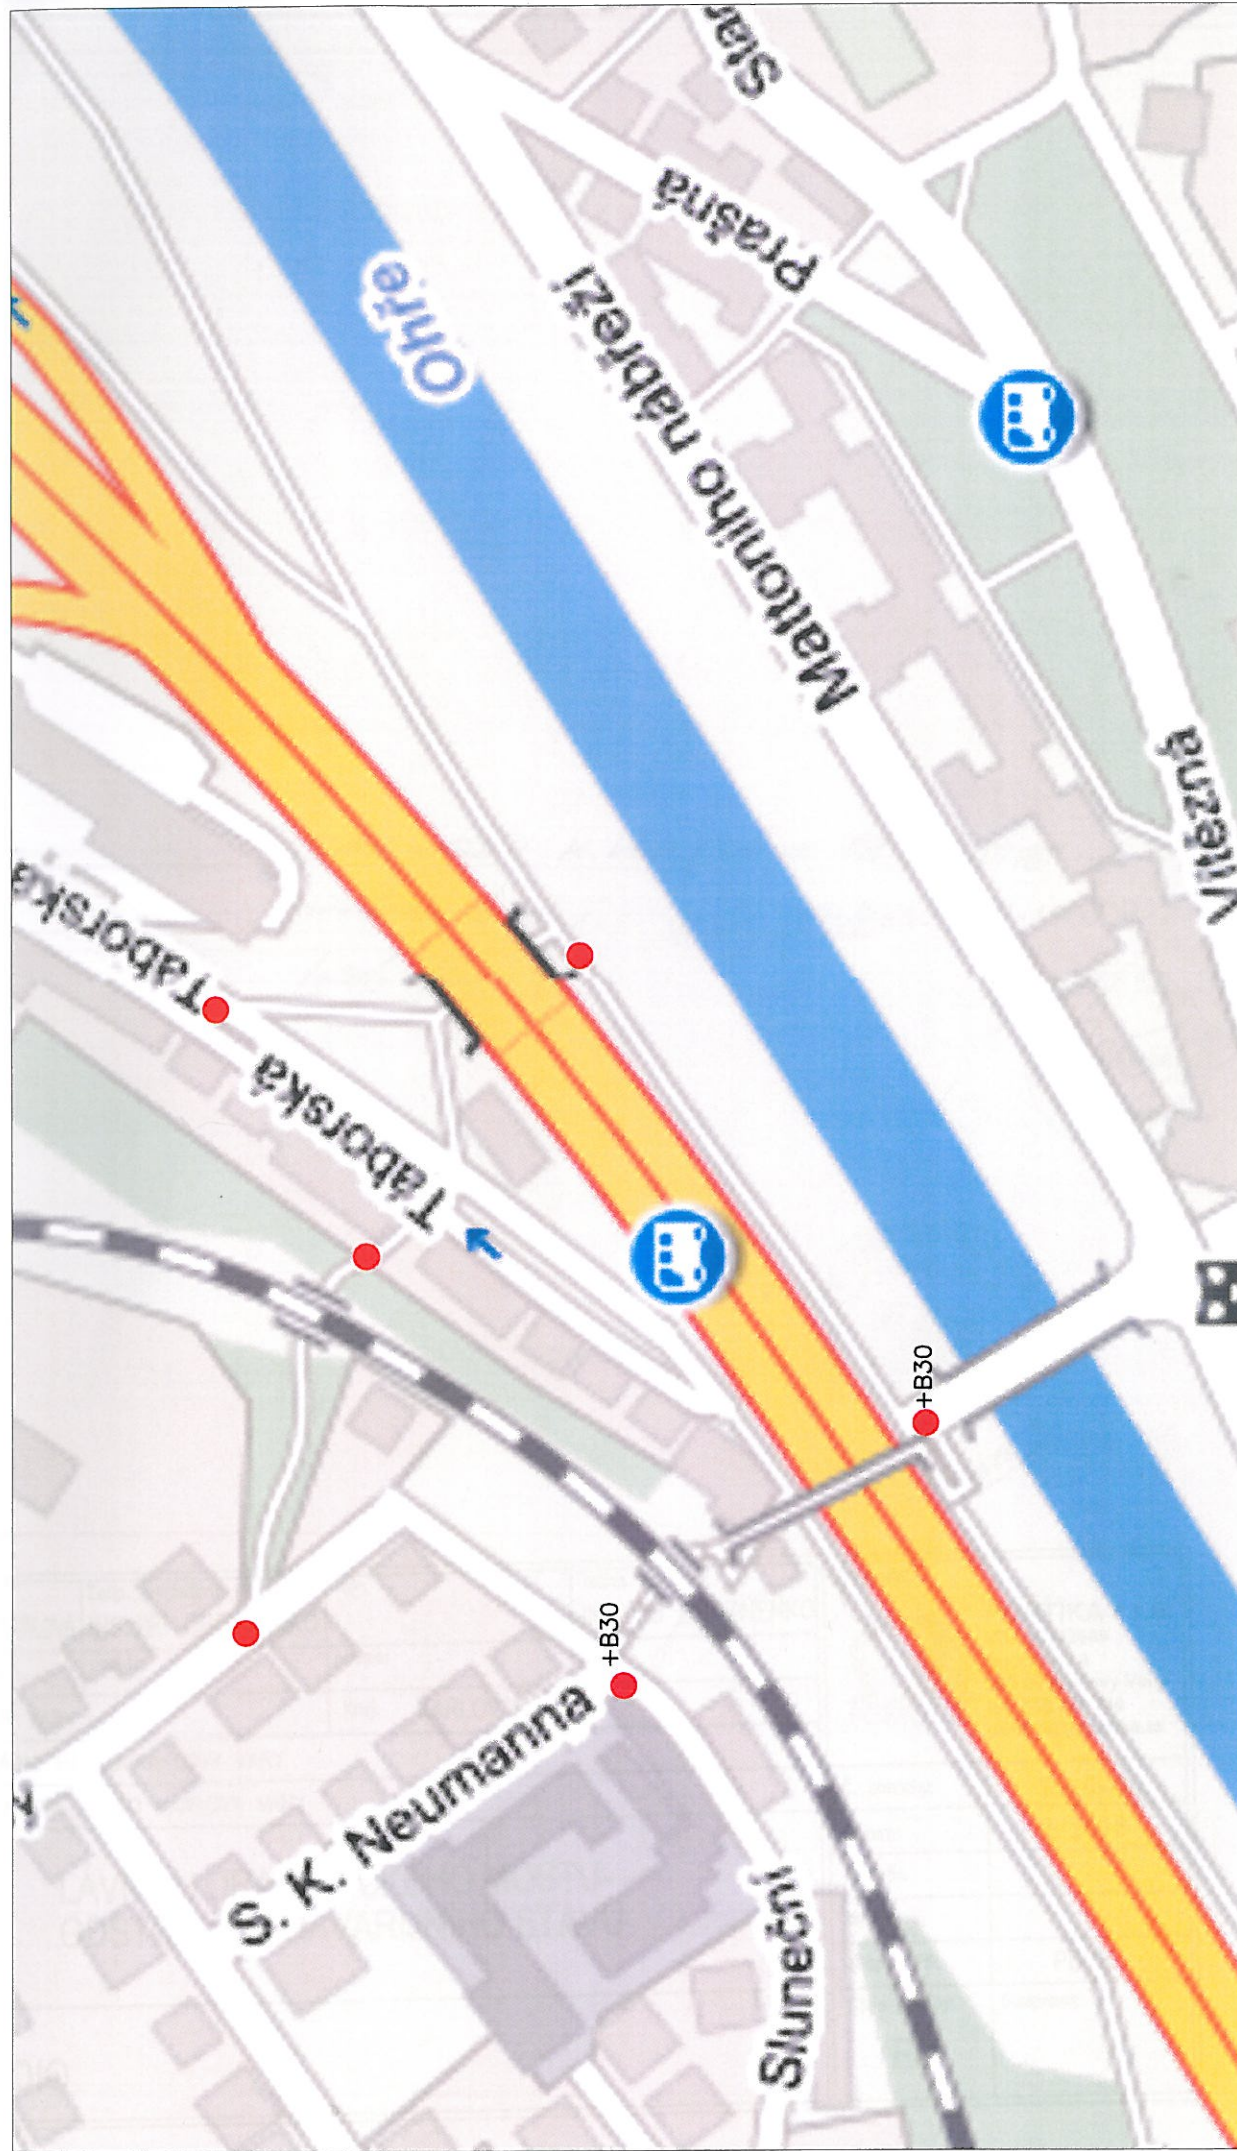 Ohře
Prašná
Mattoniho nábřeží
Vítězná
Táborská
Táborská
+B30
+B30
S. K. Neumanna
Sluneční